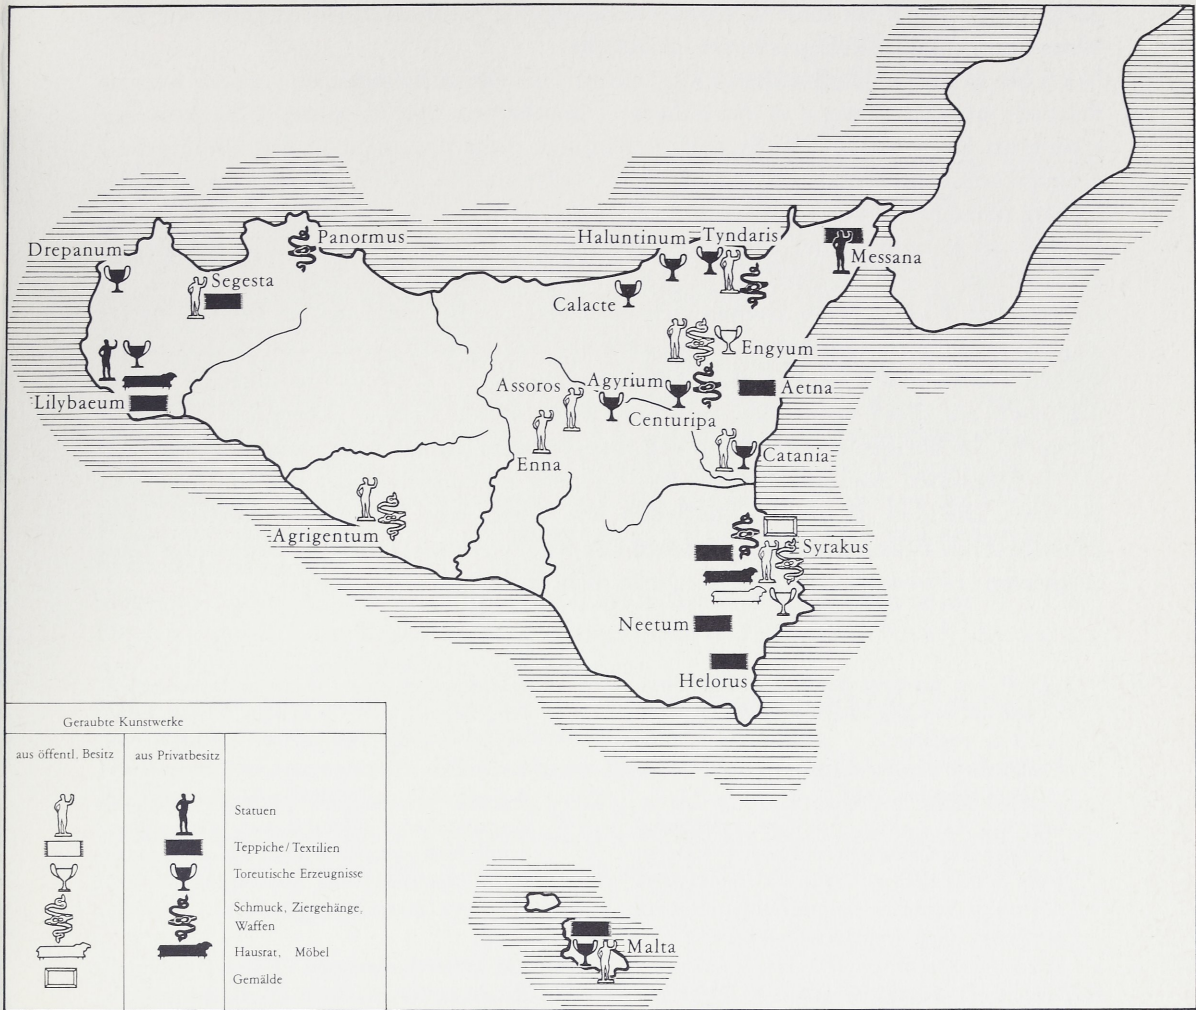 Drepanum
Panormus
Haluntinum
Tyndaris
Messana
Segesta
Calacte
Engyum
Lilybaeum
Assoros
Agyrium
Aetna
Centuripa
Enna
Catania
Agrigentum
Syrakus
Neetum
Helorus
Malta
Geraubte Kunstwerke
aus öffentl. Besitz
aus Privatbesitz
Statuen
Teppiche/Textilien
Toreutische Erzeugnisse
Schmuck, Ziergehänge,
Waffen
Hausrat, Möbel
Gemälde